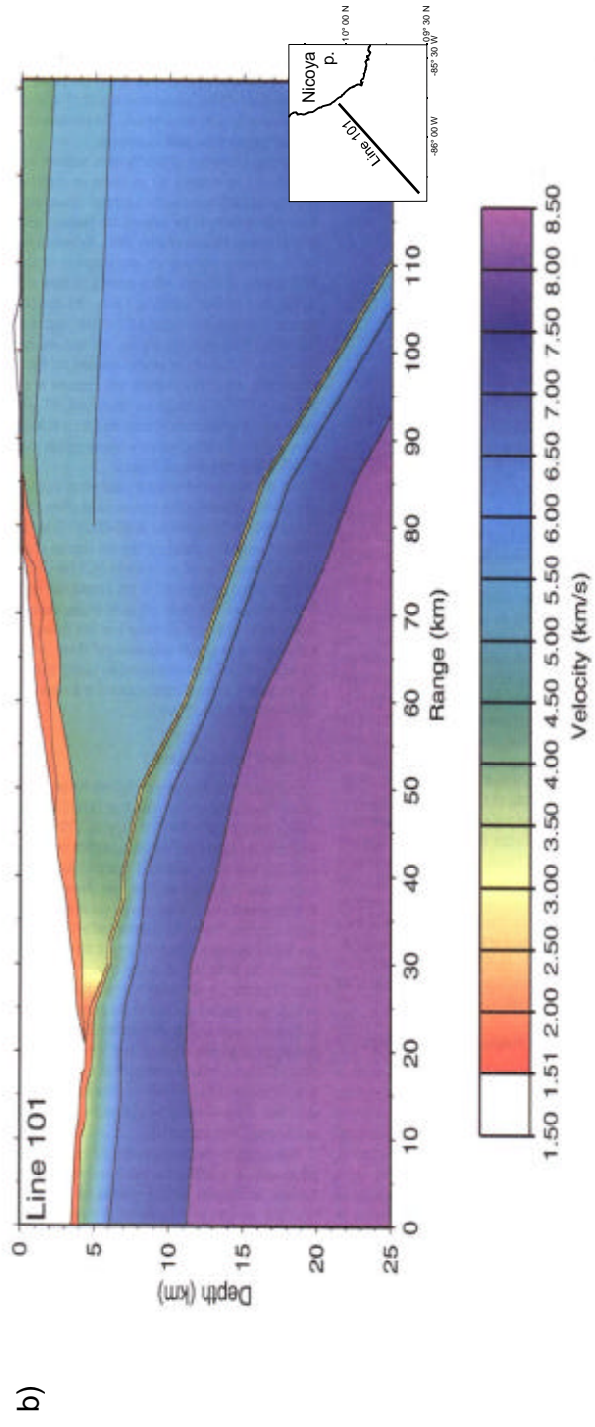 b)
Line 101
0
5
10
15
20
25
Depth (km)
0 10 20 30 40 50 60 70 80 90 100 110
Range (km)
Nicoya
p.
Line 101
10° 00 N
09° 30 N
-86° 00 W
-85° 30 W
1.50 1.51 2.00 2.50 3.00 3.50 4.00 4.50 5.00 5.50 6.00 6.50 7.00 7.50 8.00 8.50
Velocity (km/s)